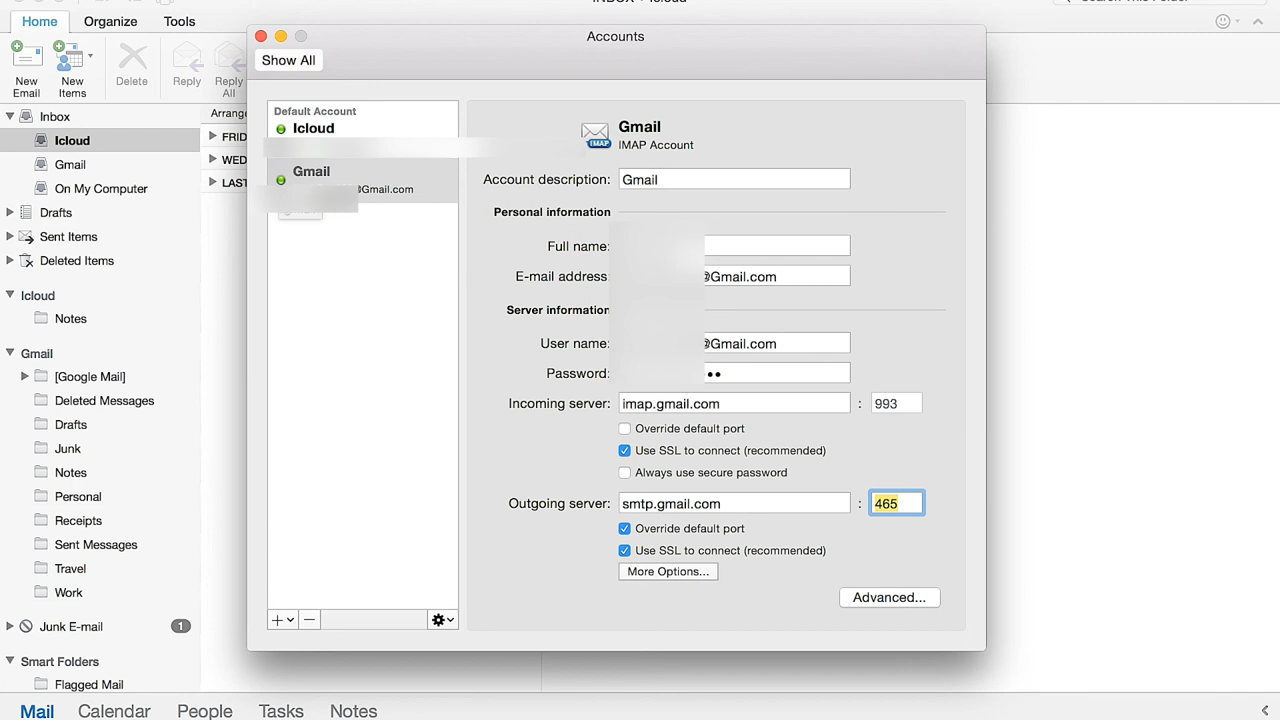 Home
Organize
Tools
New
Email
New
Items
Delete
Reply
Reply
All
Accounts
Show All
Inbox
Icloud
Gmail
On My Computer
Drafts
Sent Items
Deleted Items
Icloud
Notes
Gmail
[Google Mail]
Deleted Messages
Drafts
Junk
Notes
Personal
Receipts
Sent Messages
Travel
Work
Junk E-mail
1
Smart Folders
Flagged Mail
Arrange
FRID
WED
LAST
Default Account
Icloud
Gmail
@Gmail.com
Gmail
IMAP
IMAP Account
Account description: Gmail
Personal information
Full name:
E-mail address: @Gmail.com
Server information
User name: @Gmail.com
Password: ••
Incoming server: imap.gmail.com : 993
Override default port
Use SSL to connect (recommended)
Always use secure password
Outgoing server: smtp.gmail.com : 465
Override default port
Use SSL to connect (recommended)
More Options...
Advanced...
Mail
Calendar
People
Tasks
Notes